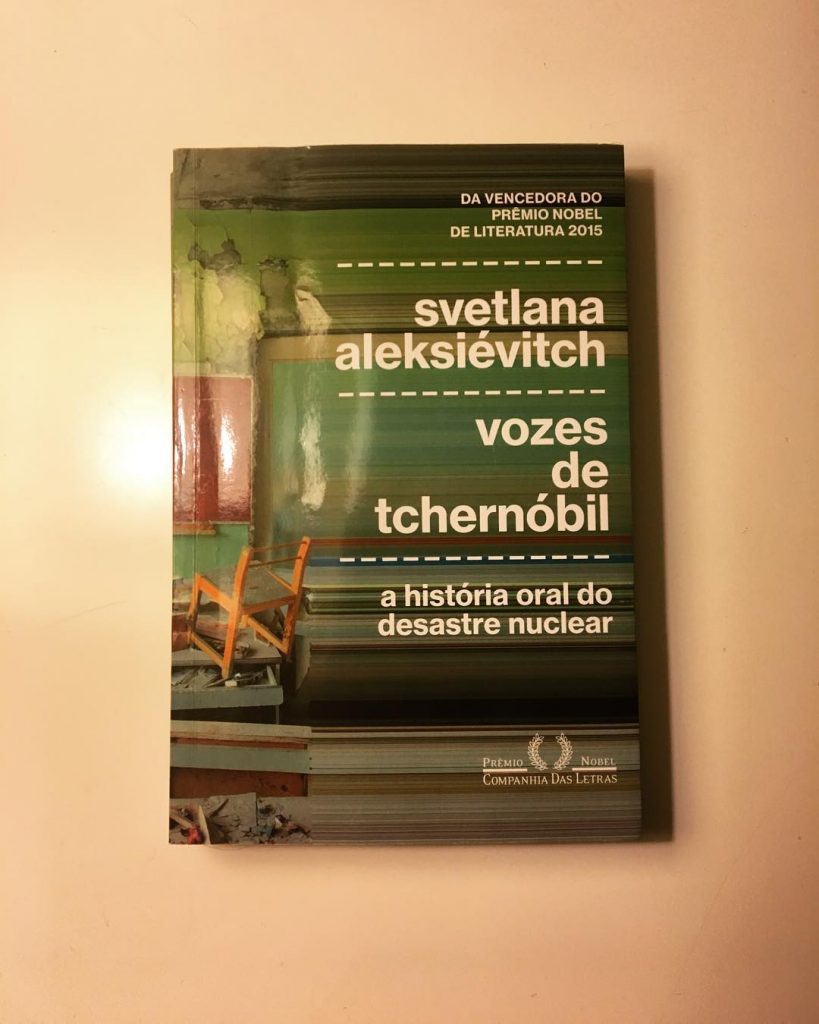 DA VENCEDORA DO
PRÊMIO NOBEL
DE LITERATURA 2015
svetlana
aleksiévitch
vozes
de
tchernóbil
a história oral do
desastre nuclear
PRÊMIO NOBEL
COMPANHIA DAS LETRAS